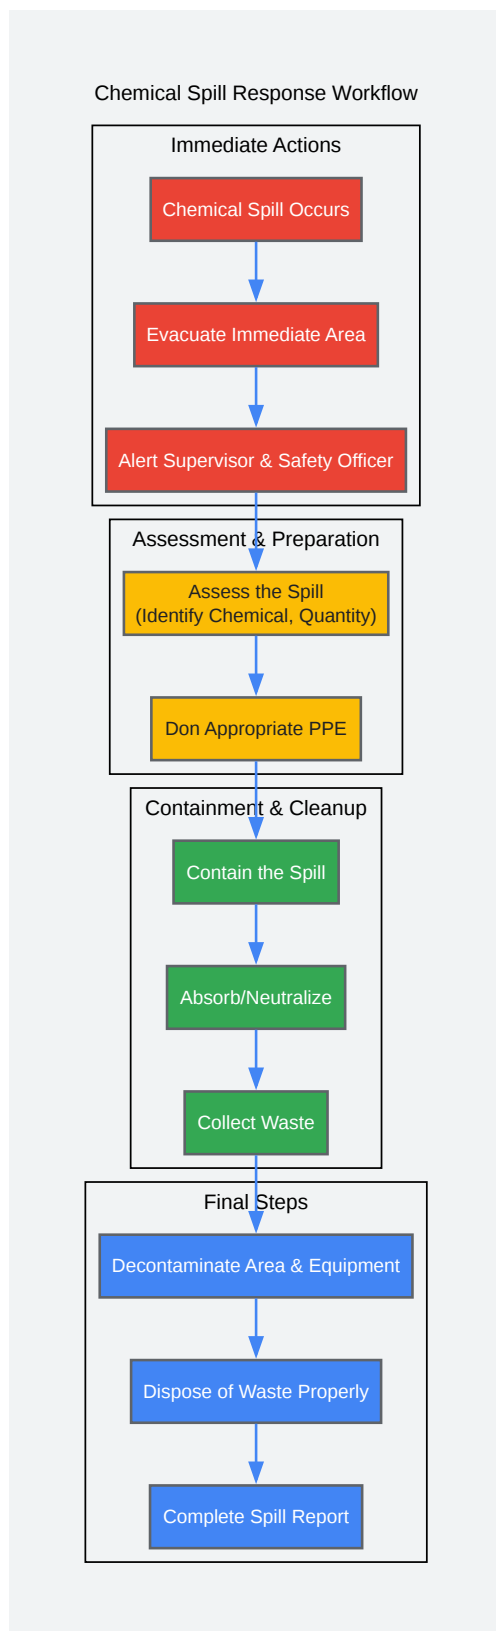 Chemical Spill Response Workflow
Immediate Actions
Chemical Spill Occurs
Evacuate Immediate Area
Alert Supervisor & Safety Officer
Assessment & Preparation
Assess the Spill
(Identify Chemical, Quantity)
Don Appropriate PPE
Containment & Cleanup
Contain the Spill
Absorb/Neutralize
Collect Waste
Final Steps
Decontaminate Area & Equipment
Dispose of Waste Properly
Complete Spill Report